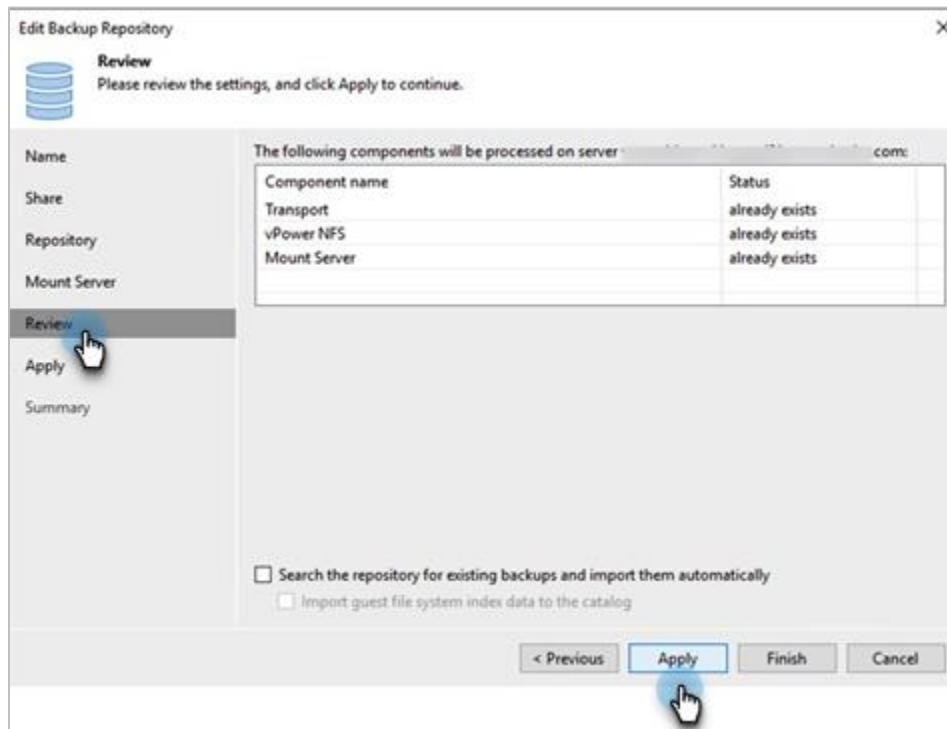 Edit Backup Repository
Review
Please review the settings, and click Apply to continue.
Name
Share
Repository
Mount Server
Review
Apply
Summary
The following components will be processed on server com:
Component name Status
Transport already exists
vPower NFS already exists
Mount Server already exists
Search the repository for existing backups and import them automatically
Import guest file system index data to the catalog
< Previous Apply Finish Cancel